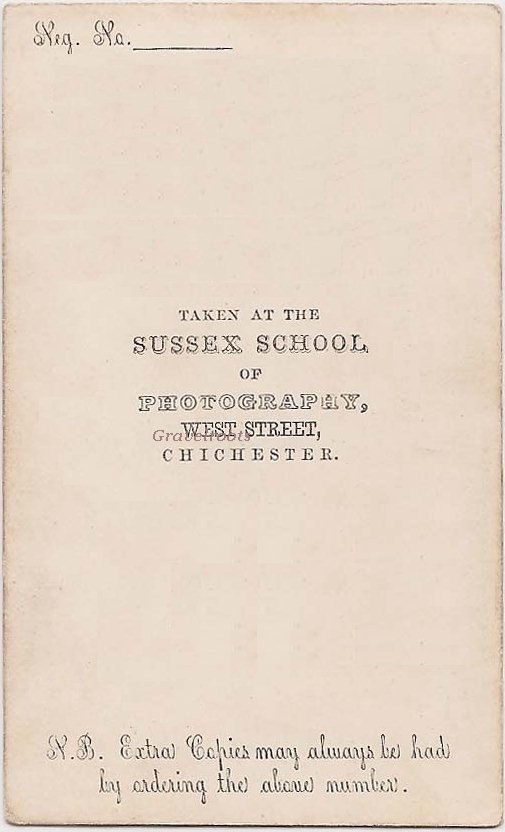 Neg. No.
TAKEN AT THE
SUSSEX SCHOOL
OF
PHOTOGRAPHY,
WEST STREET,
Gravelroots
CHICHESTER.
N.B. Extra Copies may always be had
by ordering the above number.